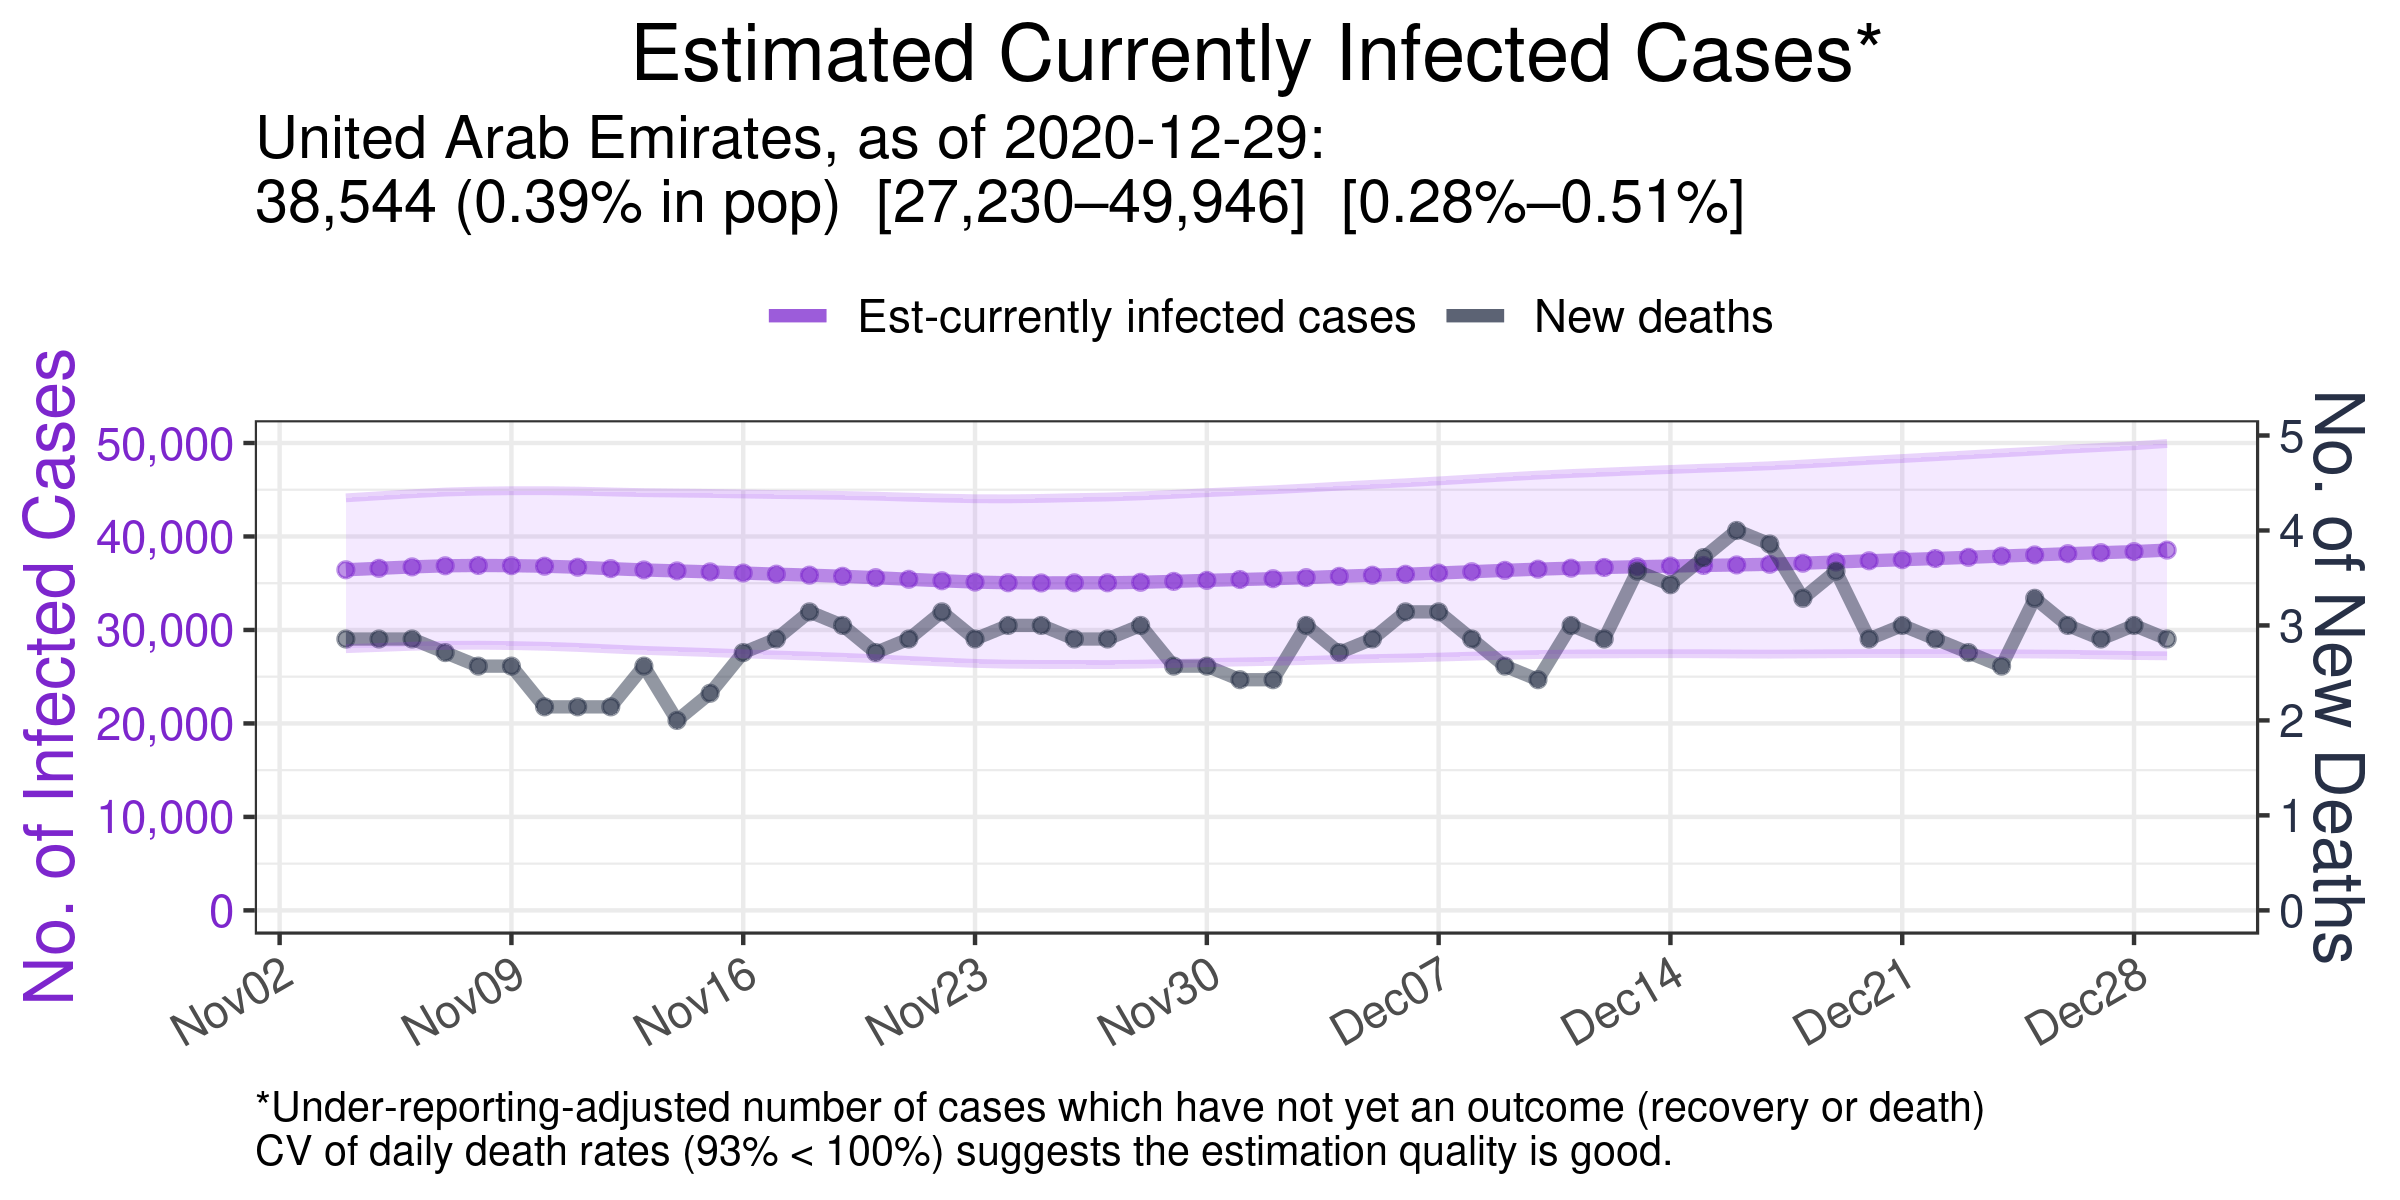 Estimated Currently Infected Cases*
United Arab Emirates, as of 2020-12-29:
38,544 (0.39% in pop)  [27,230–49,946]  [0.28%–0.51%]
Est-currently infected cases
New deaths
No. of Infected Cases
50,000
40,000
30,000
20,000
10,000
0
5
4
3
2
1
0
No. of New Deaths
Nov02
Nov09
Nov16
Nov23
Nov30
Dec07
Dec14
Dec21
Dec28
*Under-reporting-adjusted number of cases which have not yet an outcome (recovery or death)
CV of daily death rates (93% < 100%) suggests the estimation quality is good.